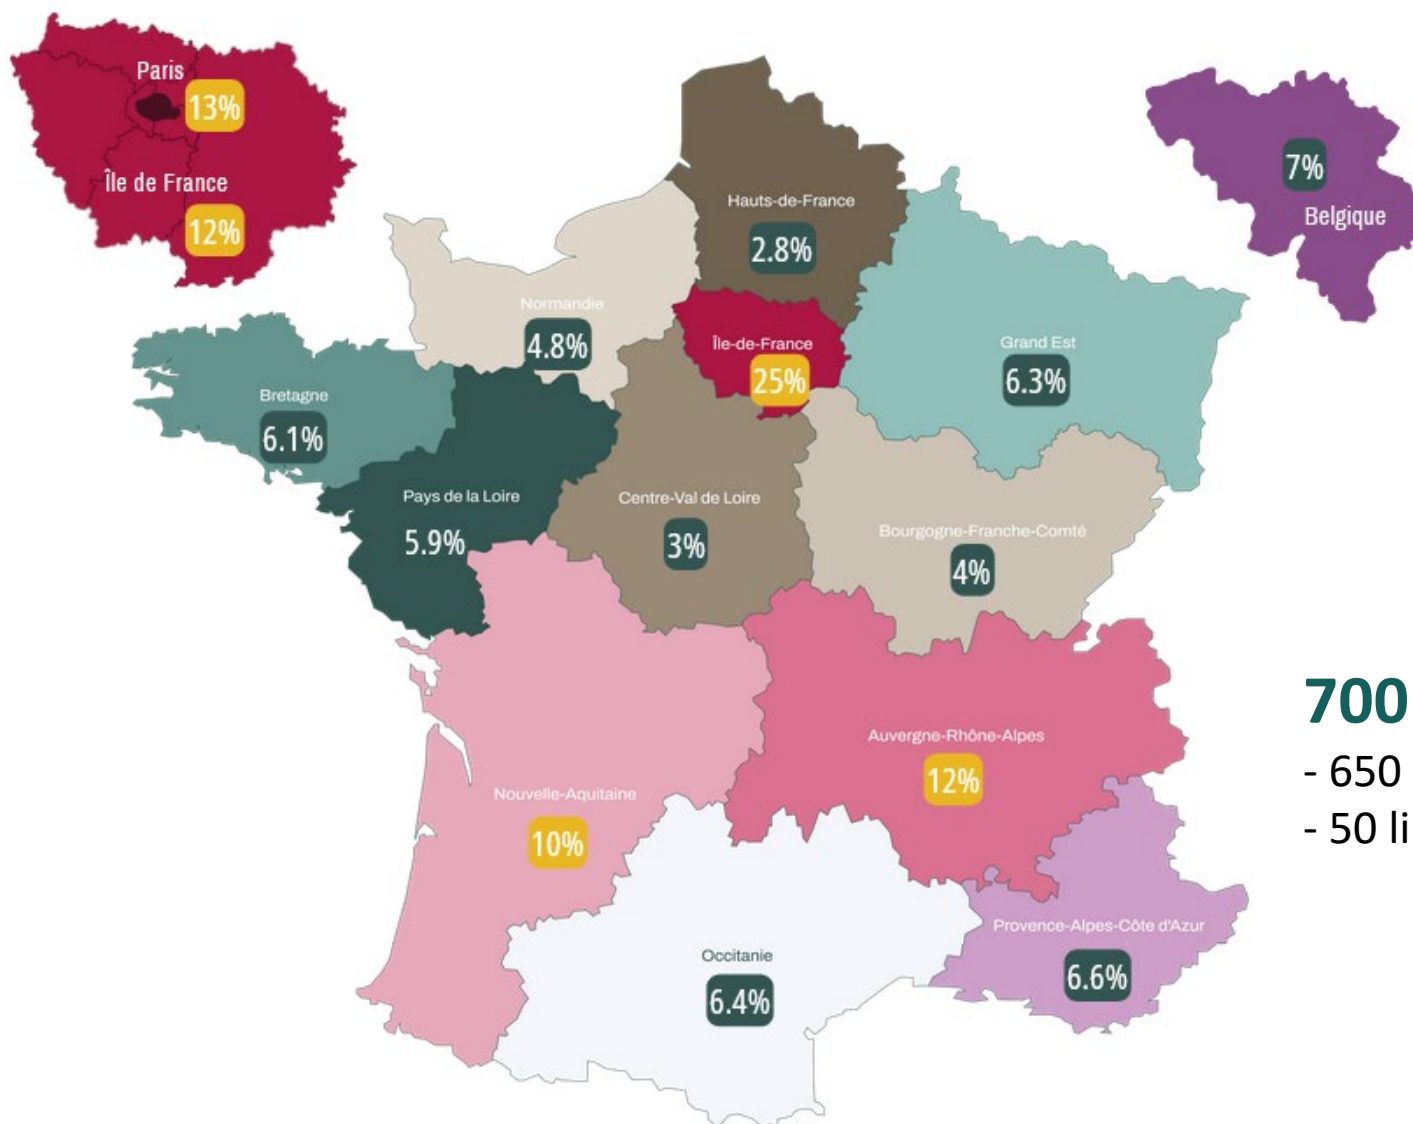 Paris
13%
Île de France
12%
Hauts-de-France
2.8%
7%
Belgique
Normandie
4.8%
Île-de-France
25%
Grand Est
6.3%
Bretagne
6.1%
Pays de la Loire
5.9%
Centre-Val de Loire
3%
Bourgogne-Franche-Comté
4%
Auvergne-Rhône-Alpes
12%
700
- 650
- 50 li
Nouvelle-Aquitaine
10%
Provence-Alpes-Côte d'Azur
6.6%
Occitanie
6.4%